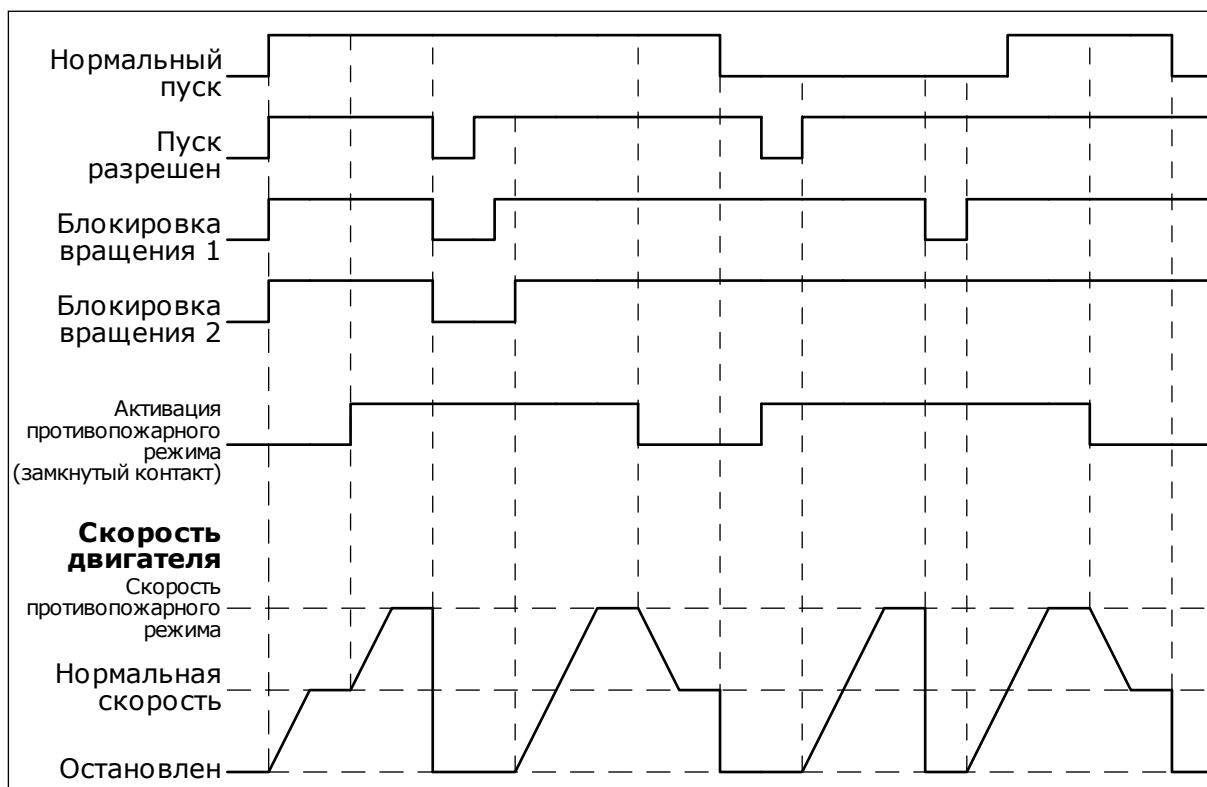 Нормальный
пуск
Пуск
разрешен
Блокировка
вращения 1
Блокировка
вращения 2
Активация
противопожарного
режима
(замкнутый контакт)
Скорость
двигателя
Скорость
противопожарного
режима
Нормальная
скорость
Остановлен